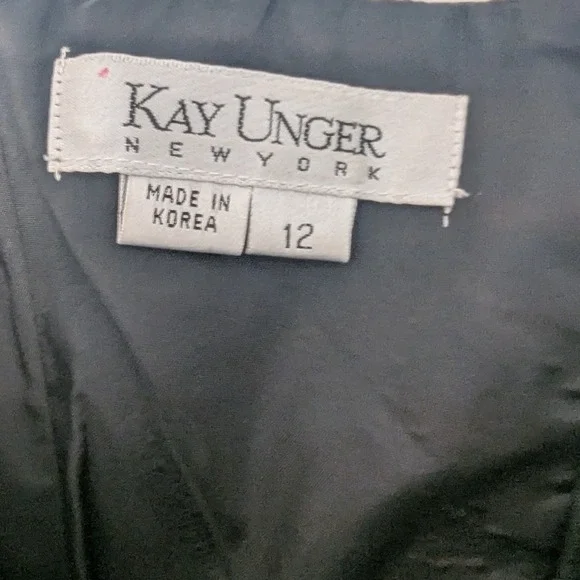 KAY UNGER
NEW YORK
MADE IN
KOREA
12